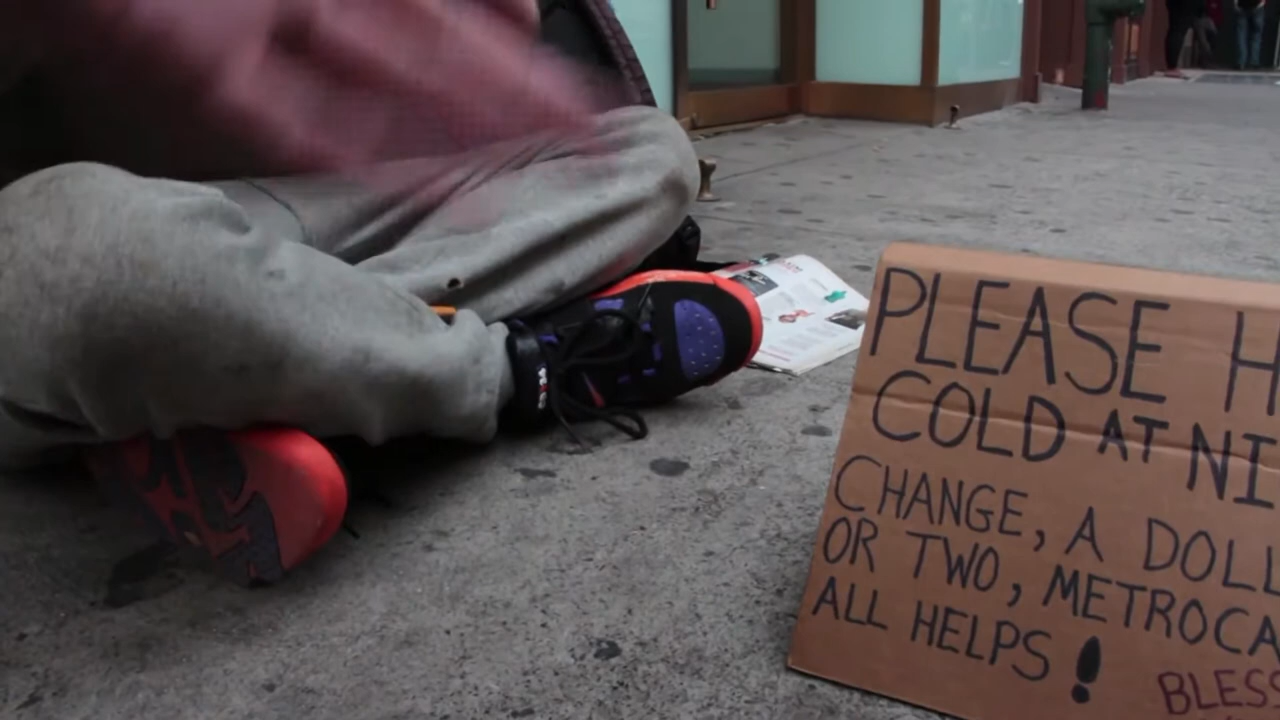 PLEASE H
COLD AT NI
CHANGE, A DOLL
OR TWO, METROCA
ALL HELPS!
BLESS